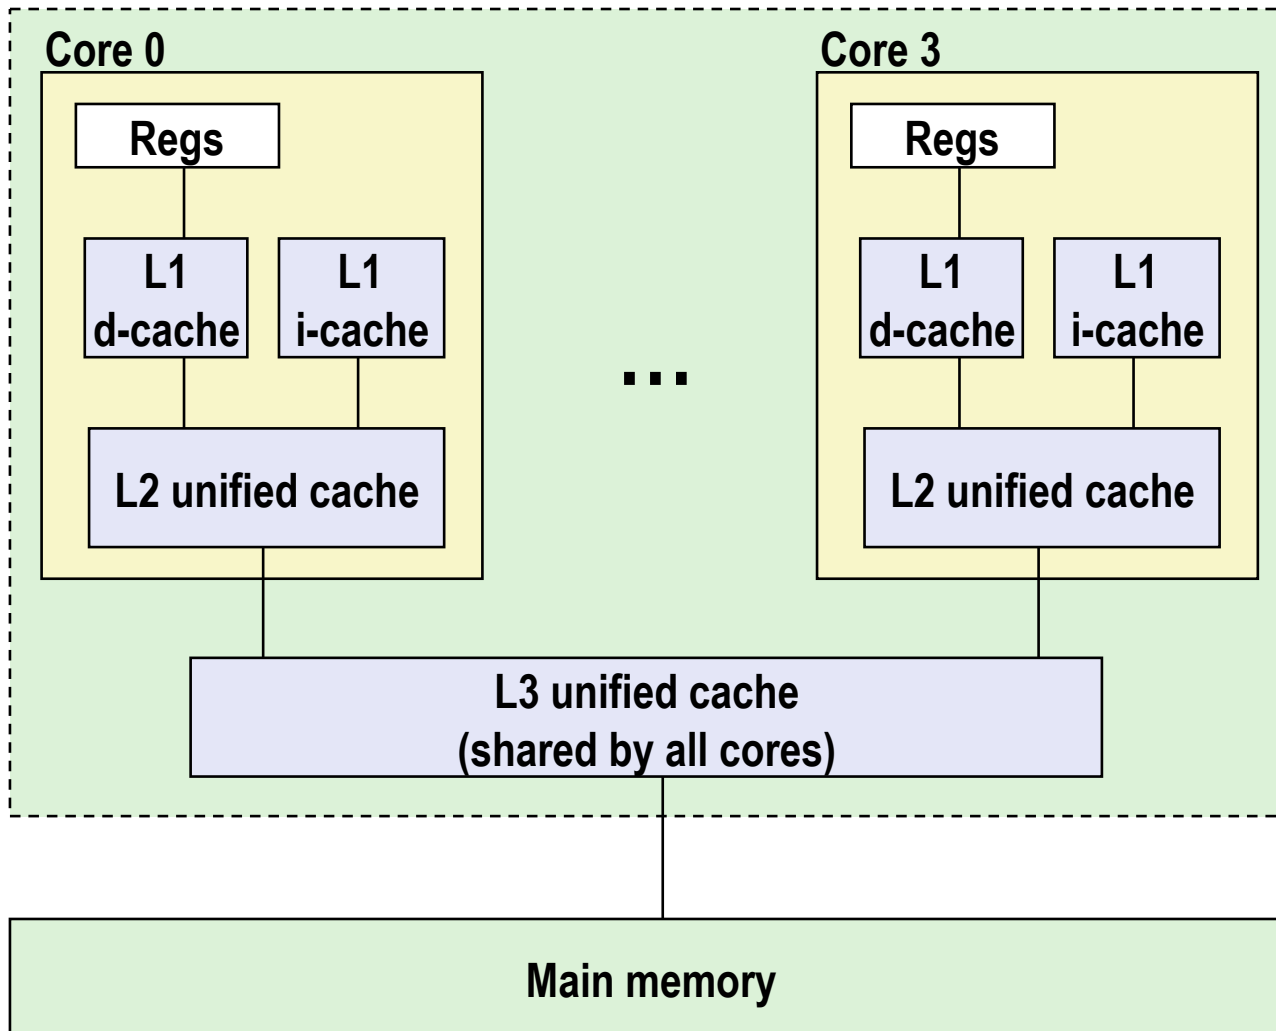 Core 0
Regs
L1
d-cache
L1
i-cache
L2 unified cache
...
Core 3
Regs
L1
d-cache
L1
i-cache
L2 unified cache
L3 unified cache
(shared by all cores)
Main memory